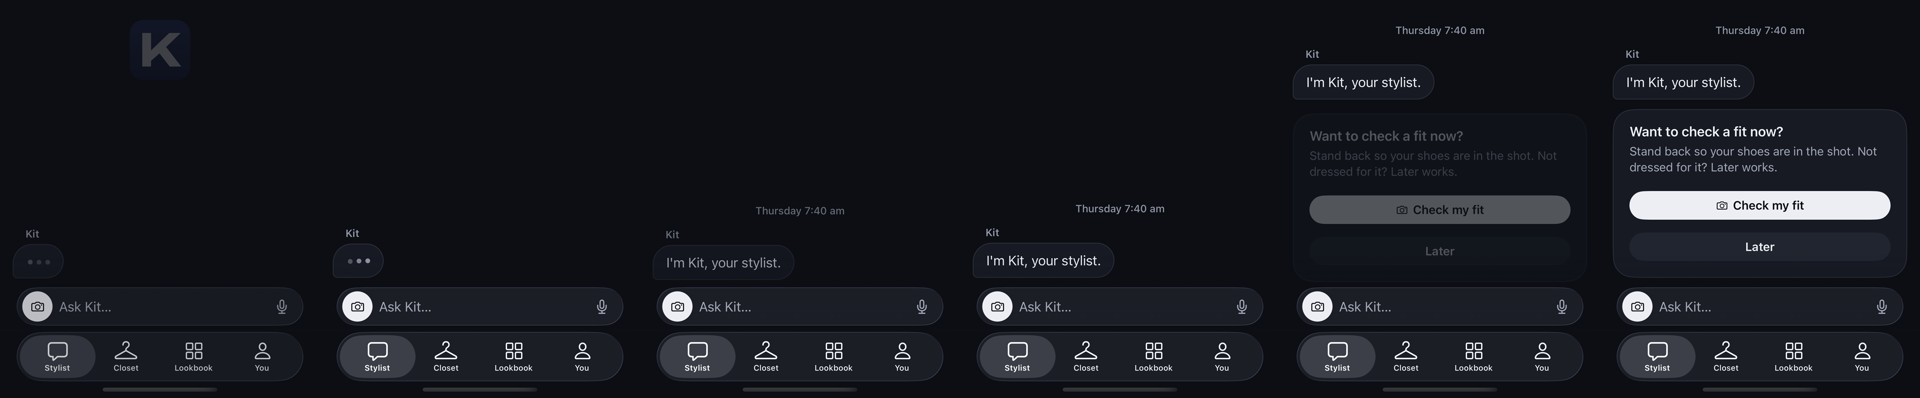 K
Kit
Ask Kit...
Stylist Closet Lookbook You
Kit
Ask Kit...
Stylist Closet Lookbook You
Thursday 7:40 am
Kit
I'm Kit, your stylist.
Ask Kit...
Stylist Closet Lookbook You
Thursday 7:40 am
Kit
I'm Kit, your stylist.
Ask Kit...
Stylist Closet Lookbook You
Thursday 7:40 am
Kit
I'm Kit, your stylist.
Want to check a fit now?
Stand back so your shoes are in the shot. Not
dressed for it? Later works.
Check my fit
Later
Ask Kit...
Stylist Closet Lookbook You
Thursday 7:40 am
Kit
I'm Kit, your stylist.
Want to check a fit now?
Stand back so your shoes are in the shot. Not
dressed for it? Later works.
Check my fit
Later
Ask Kit...
Stylist Closet Lookbook You